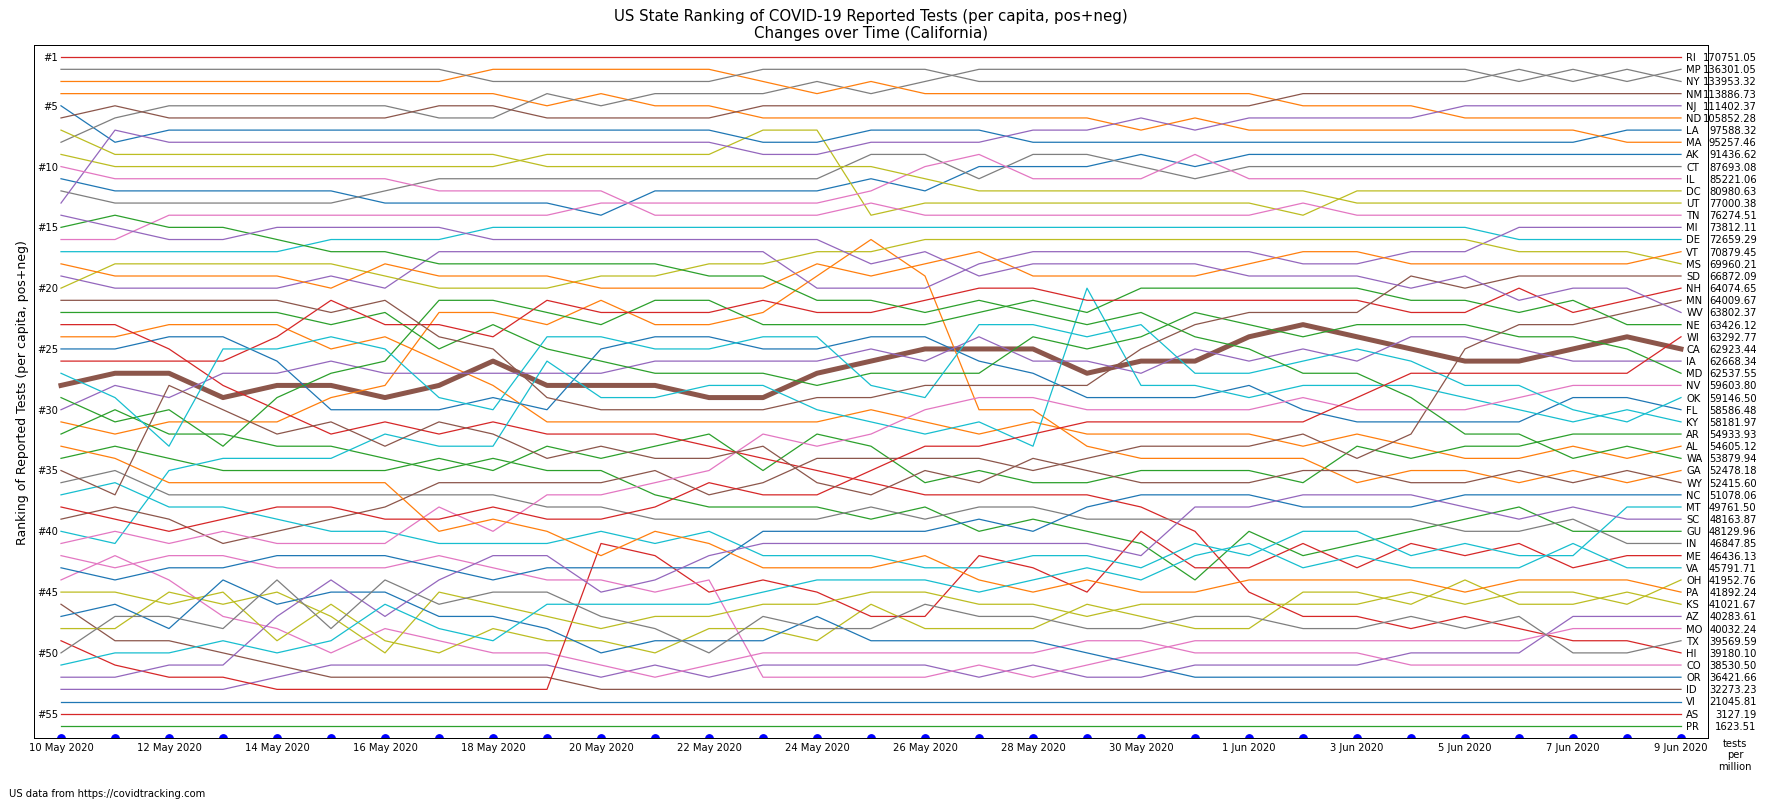 US State Ranking of COVID-19 Reported Tests (per capita, pos+neg)
Changes over Time (California)
Ranking of Reported Tests (per capita, pos+neg)
#1
#5
#10
#15
#20
#25
#30
#35
#40
#45
#50
#55
RI 170751.05
MP 136301.05
NY 133953.32
NM 113886.73
NJ 111402.37
ND 105852.28
LA 97588.32
MA 95257.46
AK 91436.62
CT 87693.08
IL 85221.06
DC 80980.63
UT 77000.38
TN 76274.51
MI 73812.11
DE 72659.29
VT 70879.45
MS 69960.21
SD 66872.09
NH 64074.65
MN 64009.67
WV 63802.37
NE 63426.12
WI 63292.77
CA 62923.44
IA 62668.34
MD 62537.55
NV 59603.80
OK 59146.50
FL 58586.48
KY 58181.97
AR 54933.93
AL 54605.12
WA 53879.94
GA 52478.18
WY 52415.60
NC 51078.06
MT 49761.50
SC 48163.87
GU 48129.96
IN 46847.85
ME 46436.13
VA 45791.71
OH 41952.76
PA 41892.24
KS 41021.67
AZ 40283.61
MO 40032.24
TX 39569.59
HI 39180.10
CO 38530.50
OR 36421.66
ID 32273.23
VI 21045.81
AS 3127.19
PR 1623.51
10 May 2020 12 May 2020 14 May 2020 16 May 2020 18 May 2020 20 May 2020 22 May 2020 24 May 2020 26 May 2020 28 May 2020 30 May 2020 1 Jun 2020 3 Jun 2020 5 Jun 2020 7 Jun 2020 9 Jun 2020
tests
per
million
US data from https://covidtracking.com